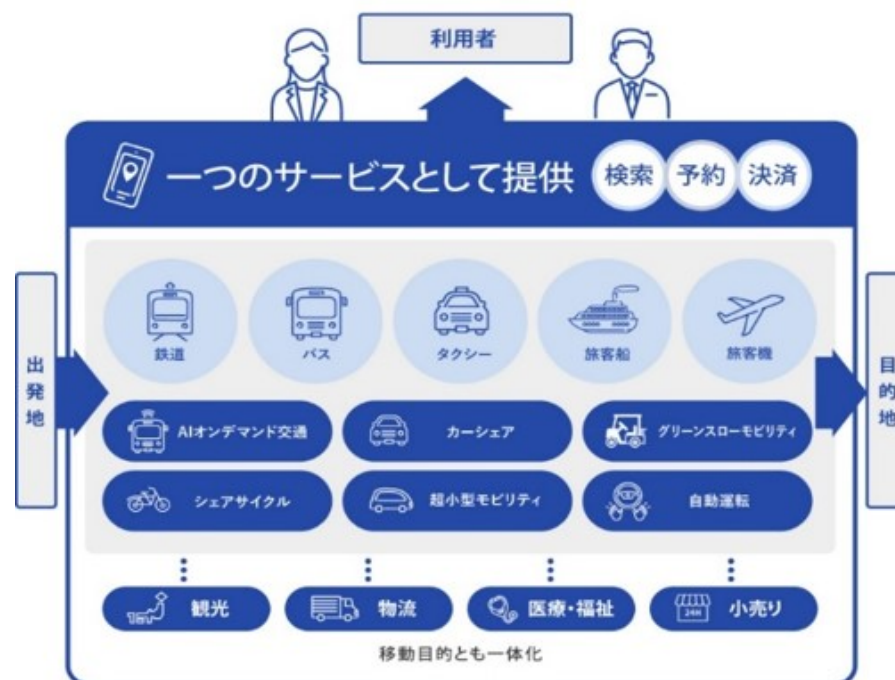 利用者
一つのサービスとして提供
検索
予約
決済
出発地
目的地
鉄道
バス
タクシー
旅客船
旅客機
AIオンデマンド交通
カーシェア
グリーンスローモビリティ
シェアサイクル
超小型モビリティ
自動運転
観光
物流
医療・福祉
24H
小売り
移動目的とも一体化